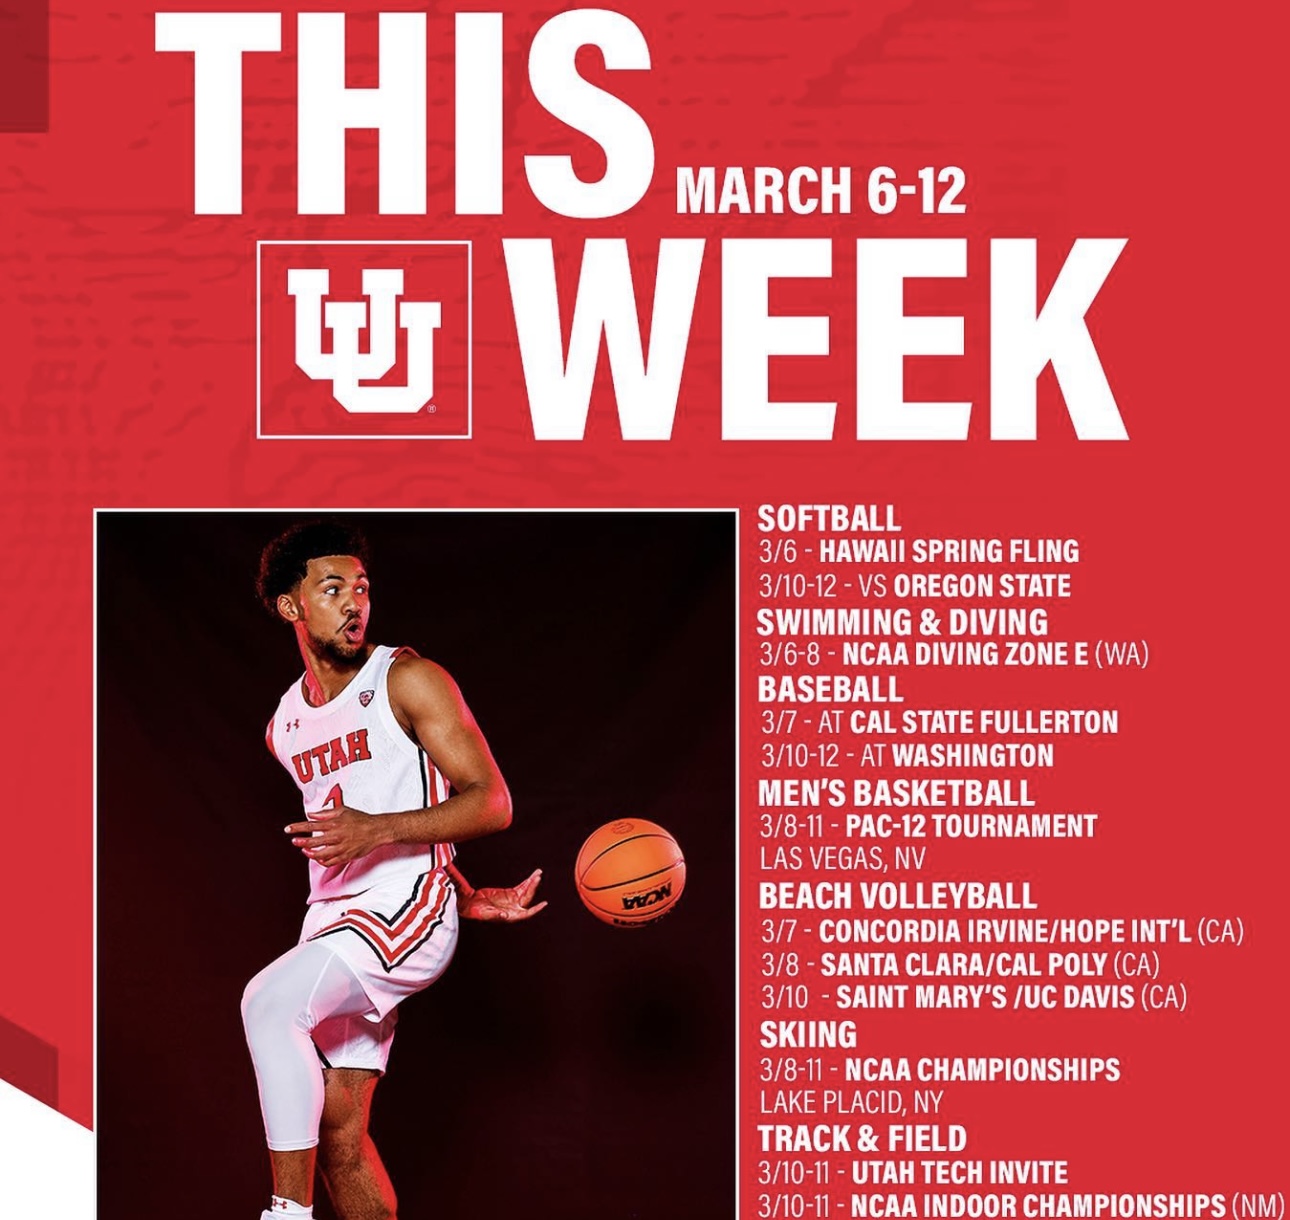 THIS
MARCH 6-12
WEEK
UTAH
NCAA
SOFTBALL
3/6 - HAWAII SPRING FLING
3/10-12 - VS OREGON STATE
SWIMMING & DIVING
3/6-8 - NCAA DIVING ZONE E (WA)
BASEBALL
3/7 - AT CAL STATE FULLERTON
3/10-12 - AT WASHINGTON
MEN'S BASKETBALL
3/8-11 - PAC-12 TOURNAMENT
LAS VEGAS, NV
BEACH VOLLEYBALL
3/7 - CONCORDIA IRVINE/HOPE INT'L (CA)
3/8 - SANTA CLARA/CAL POLY (CA)
3/10 - SAINT MARY'S /UC DAVIS (CA)
SKIING
3/8-11 - NCAA CHAMPIONSHIPS
LAKE PLACID, NY
TRACK & FIELD
3/10-11 - UTAH TECH INVITE
3/10-11 - NCAA INDOOR CHAMPIONSHIPS (NM)